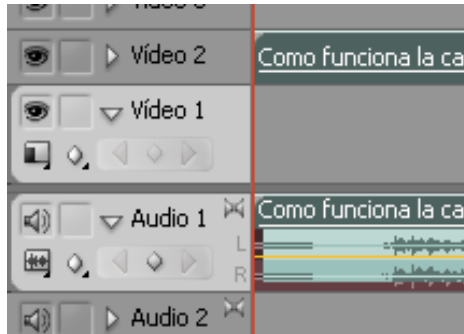 Vídeo 2
Como funciona la ca
Vídeo 1
Audio 1
Como funciona la ca
L
R
Audio 2